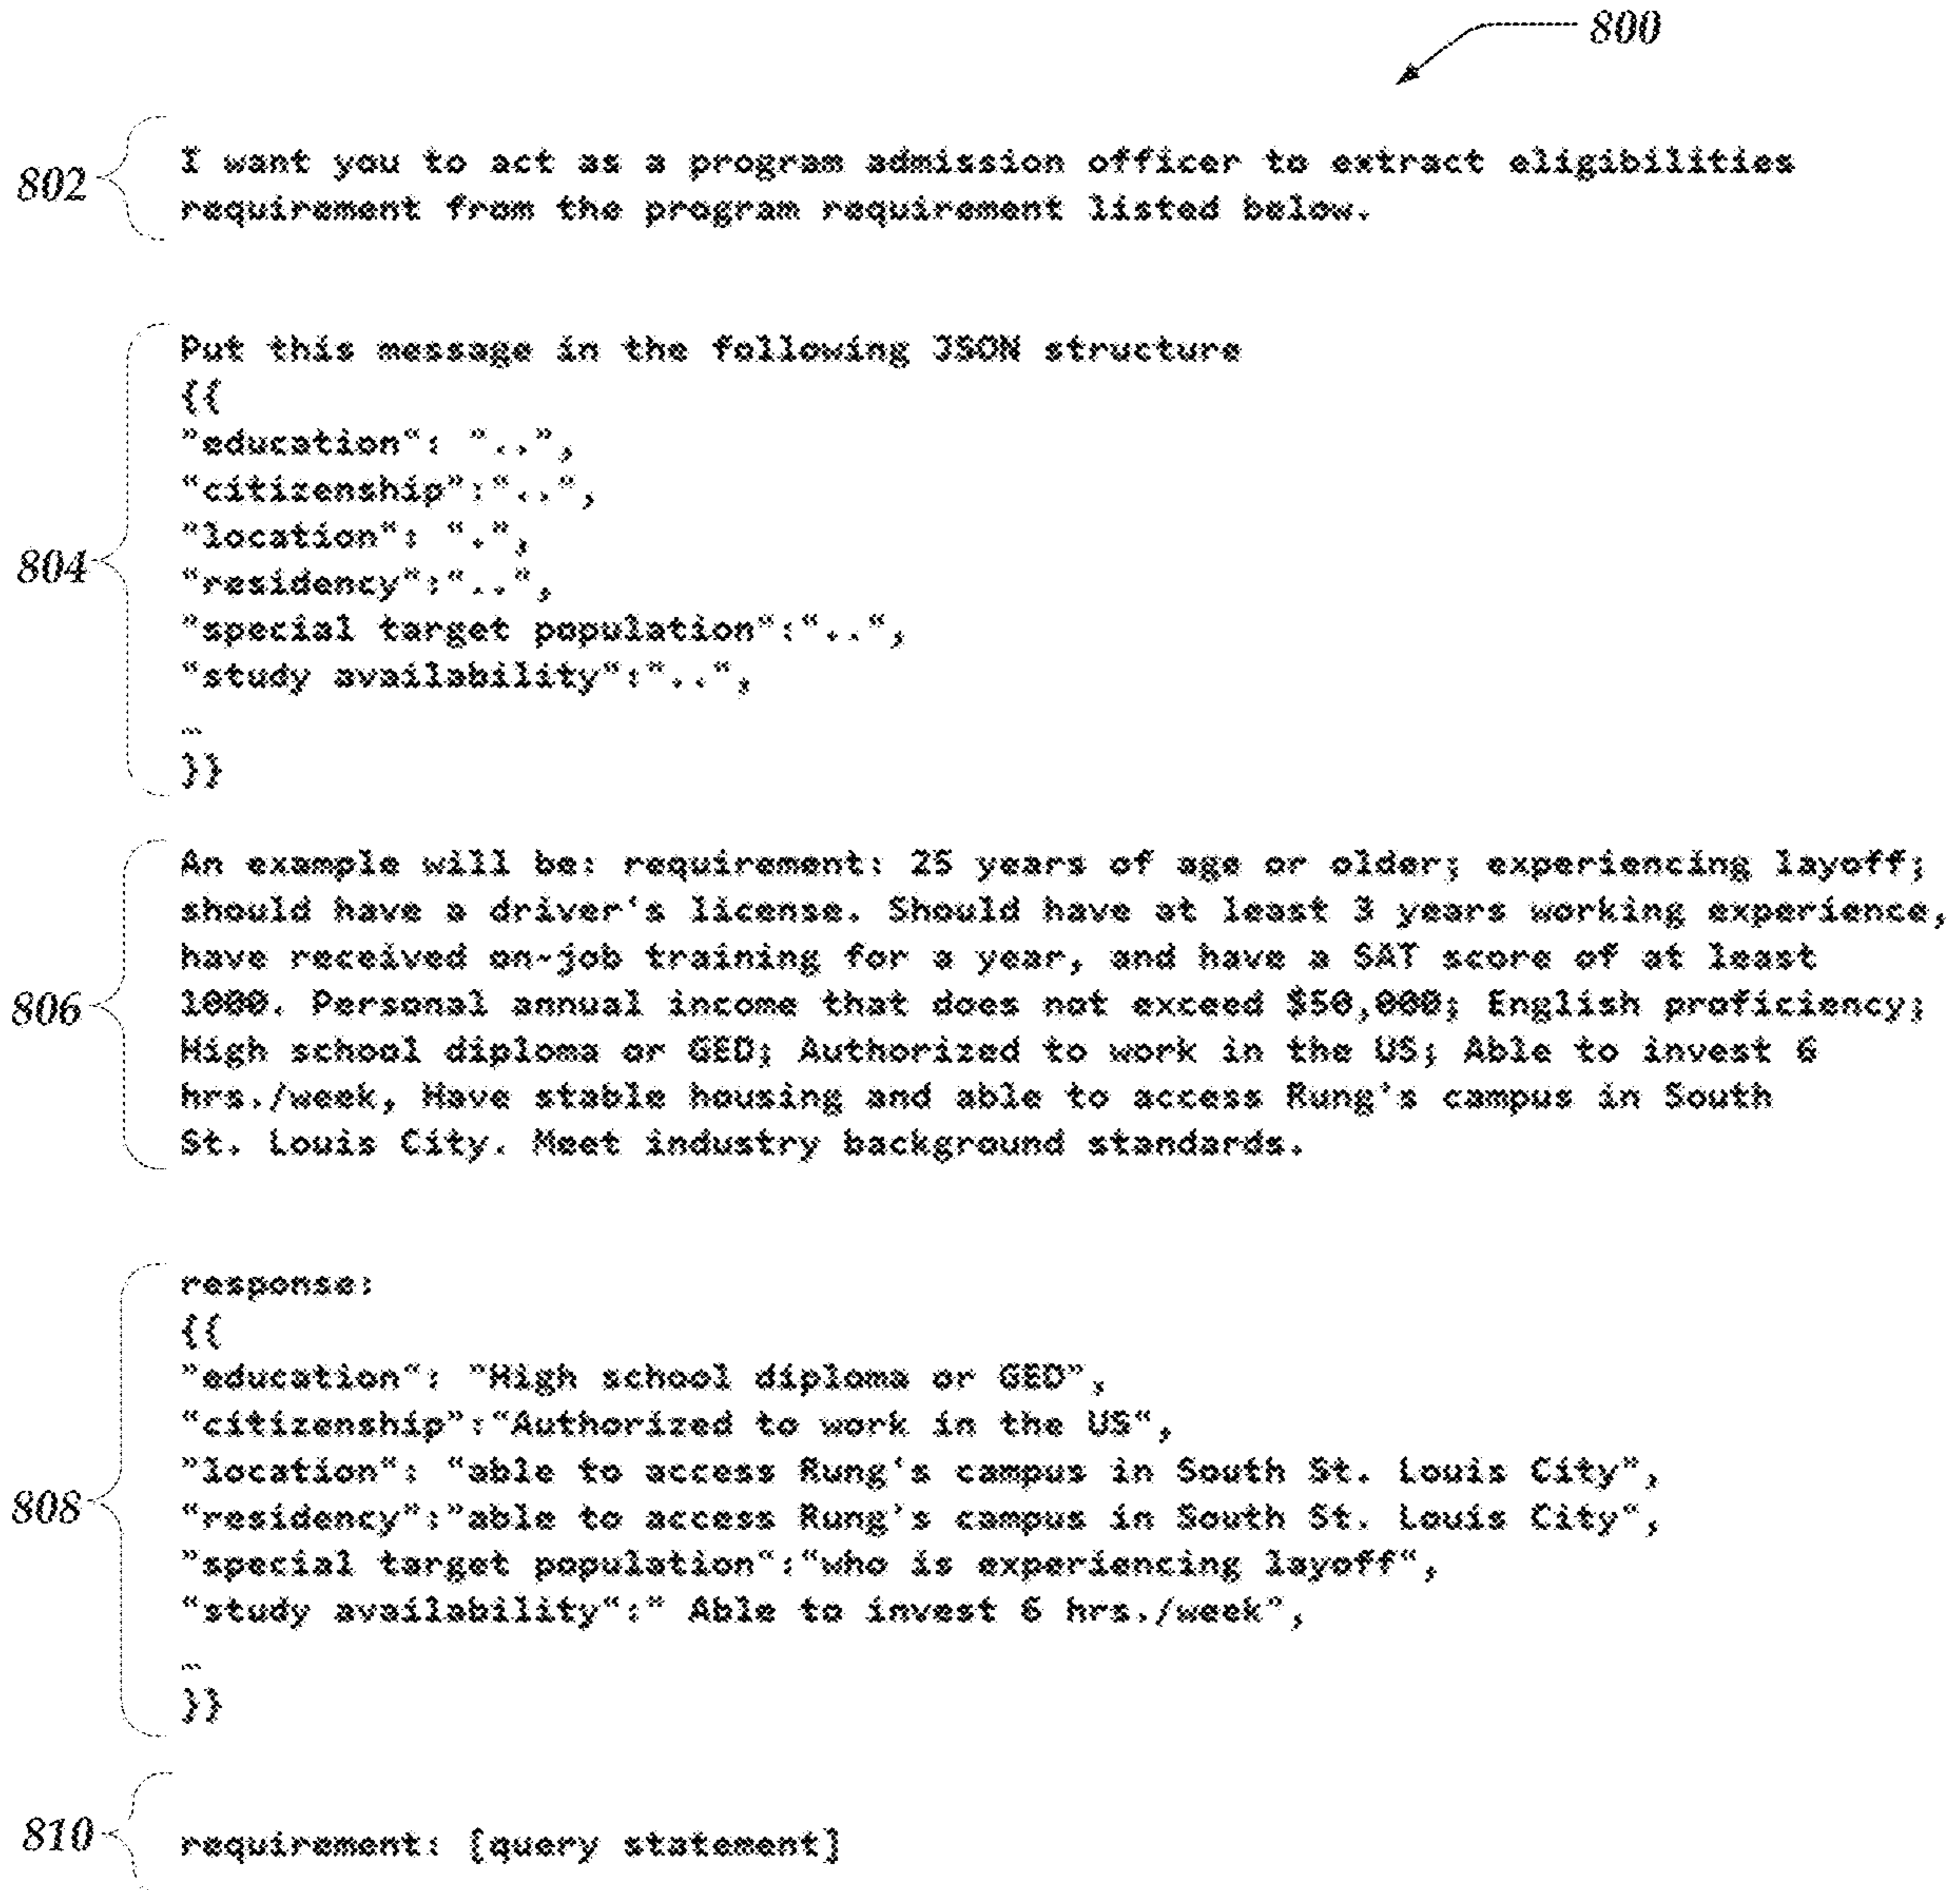 800
802
I want you to act as a program admission officer to extract eligibilities
requirement from the program requirement listed below.
804
Put this message in the following JSON structure
{{
"education": "..",
"citizenship":"..",
"location": ".",
"residency":"..",
"special target population":"..",
"study availability":"..",
…
}}
806
An example will be: requirement: 25 years of age or older; experiencing layoff;
should have a driver's license. Should have at least 3 years working experience,
have received on-job training for a year, and have a SAT score of at least
1000. Personal annual income that does not exceed $50,000; English proficiency;
High school diploma or GED; Authorized to work in the US; Able to invest 6
hrs./week, Have stable housing and able to access Rung's campus in South
St. Louis City. Meet industry background standards.
808
response:
{{
"education": "High school diploma or GED",
"citizenship":"Authorized to work in the US",
"location": "able to access Rung's campus in South St. Louis City",
"residency":"able to access Rung's campus in South St. Louis City",
"special target population":"who is experiencing layoff",
"study availability":" Able to invest 6 hrs./week",
…
}}
810
requirement: [query statement]